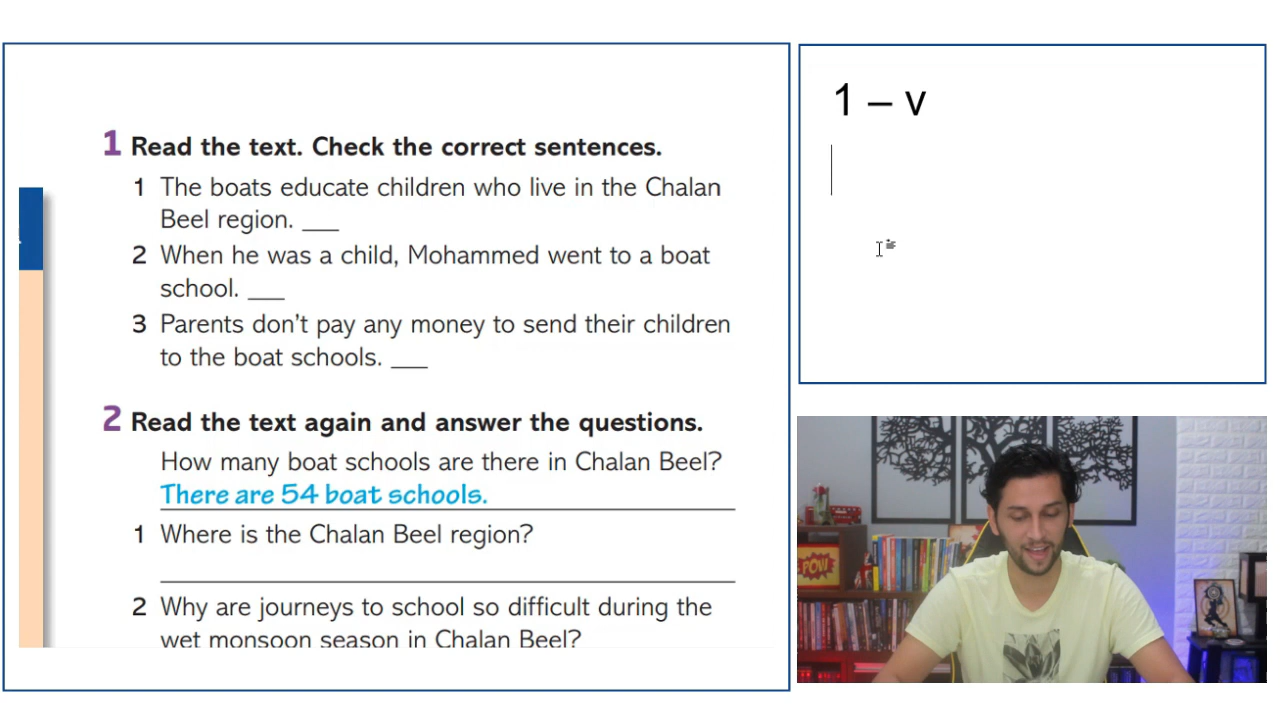 1 Read the text. Check the correct sentences.
1 The boats educate children who live in the Chalan
Beel region. ___
2 When he was a child, Mohammed went to a boat
school. ___
3 Parents don't pay any money to send their children
to the boat schools. ___
2 Read the text again and answer the questions.
How many boat schools are there in Chalan Beel?
There are 54 boat schools.
1 Where is the Chalan Beel region?
2 Why are journeys to school so difficult during the
wet monsoon season in Chalan Beel?
1 – v
POW